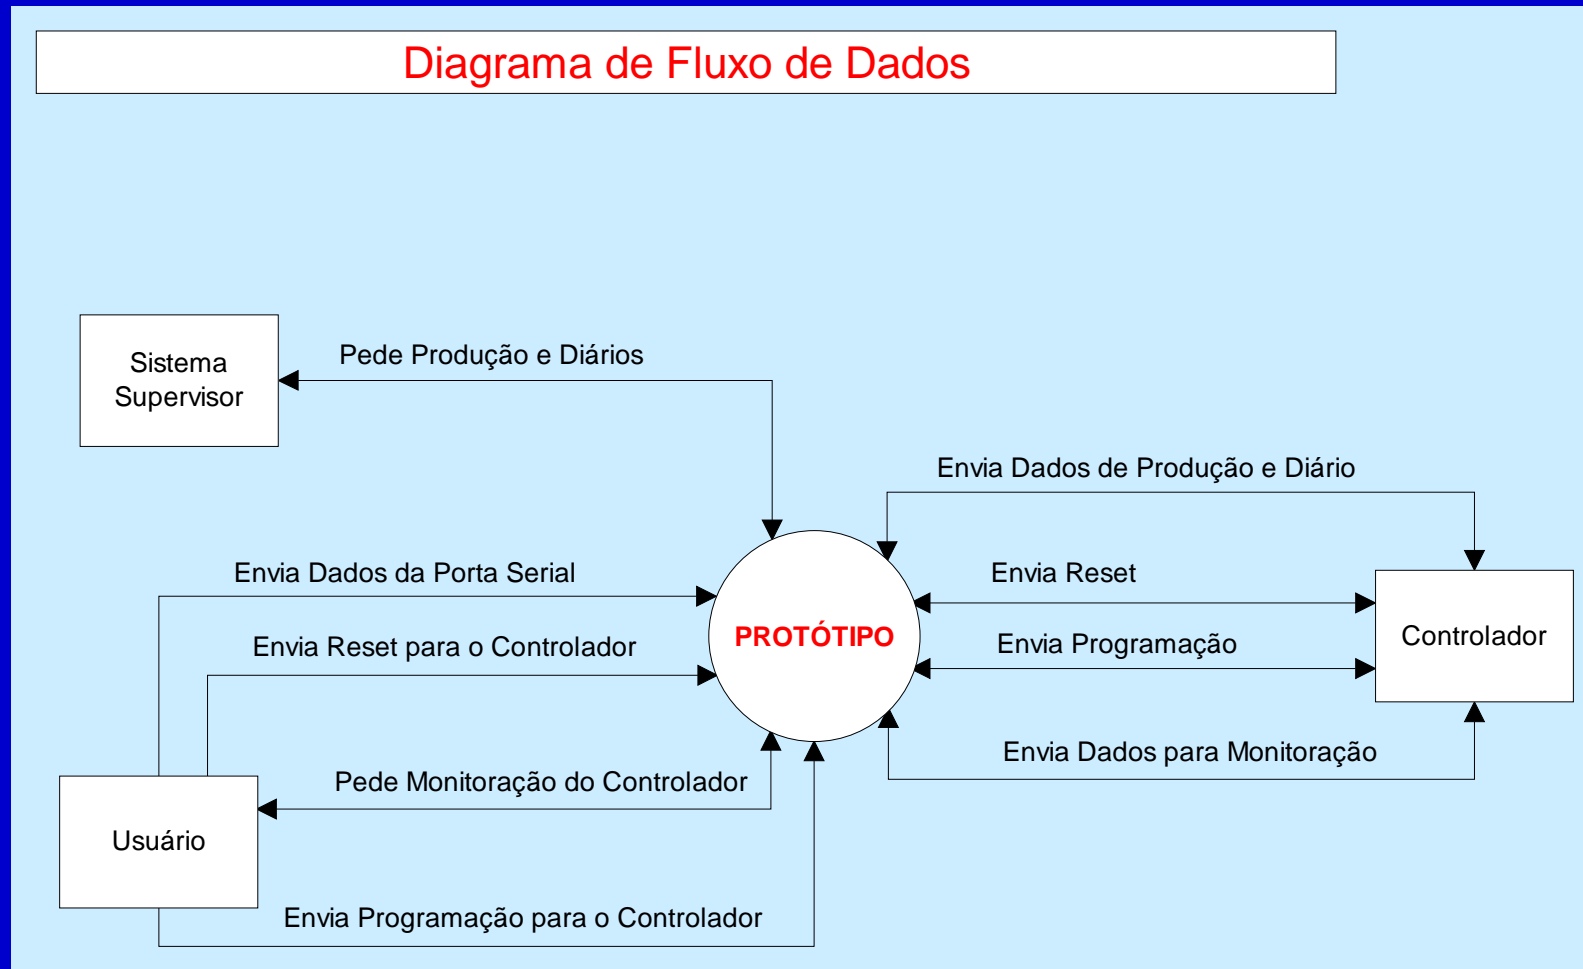 Diagrama de Fluxo de Dados
Sistema
Supervisor
Pede Produção e Diários
Envia Dados de Produção e Diário
Envia Dados da Porta Serial
Envia Reset
Envia Reset para o Controlador
PROTÓTIPO
Envia Programação
Controlador
Pede Monitoração do Controlador
Envia Dados para Monitoração
Usuário
Envia Programação para o Controlador